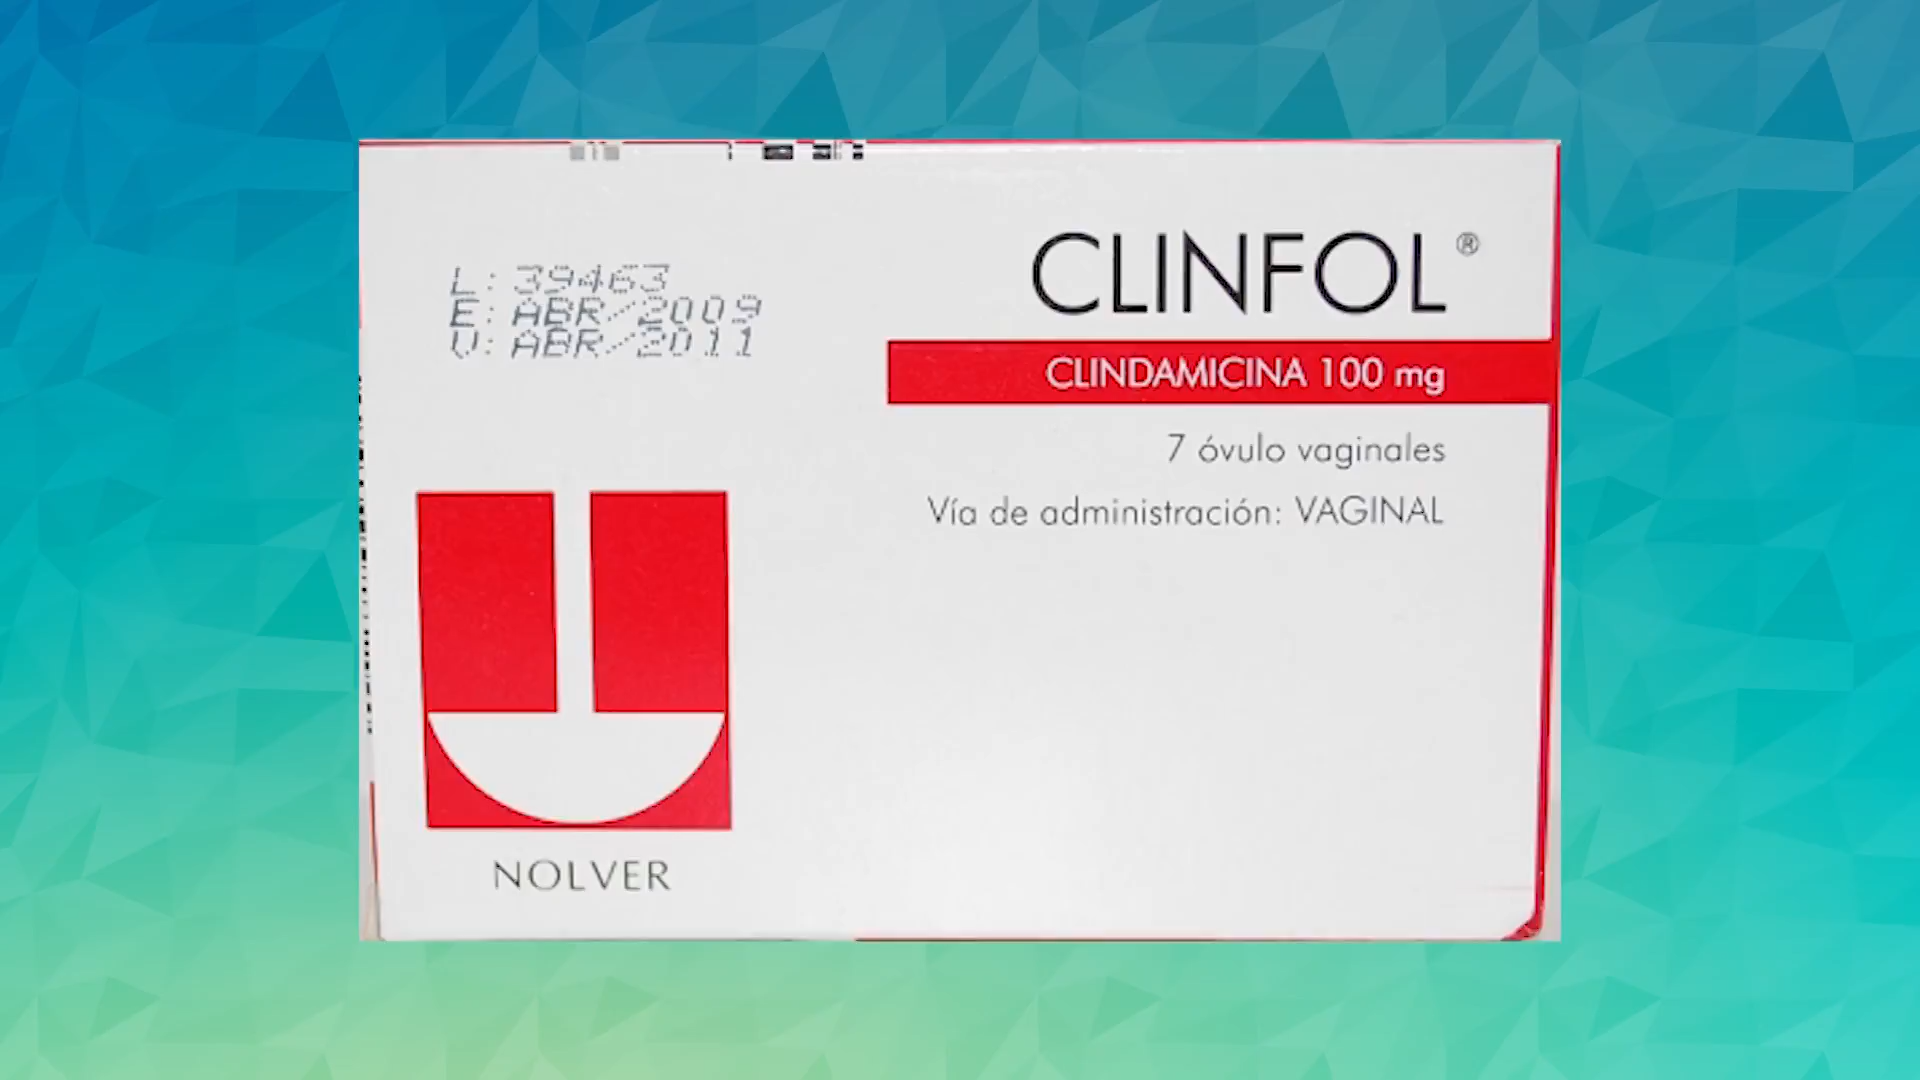 L: 39463
E: ABR/2009
V: ABR/2011
CLINFOL®
CLINDAMICINA 100 mg
7 óvulo vaginales
Vía de administración: VAGINAL
NOLVER